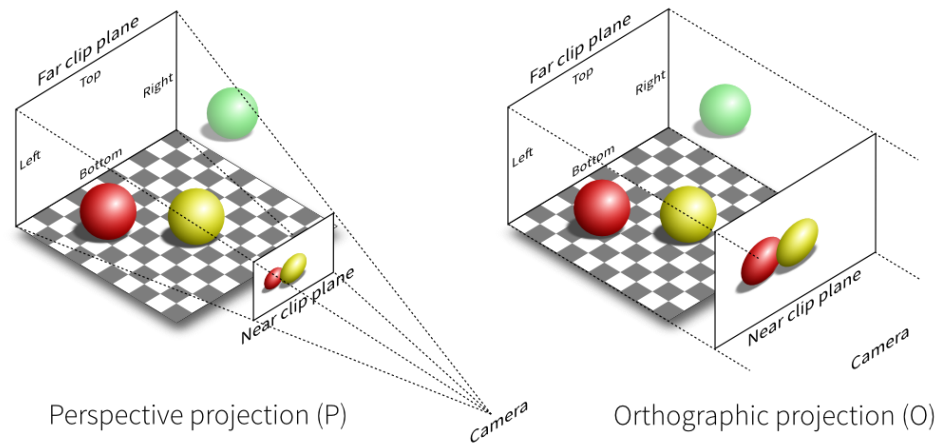 Far clip plane
Top
Right
Left
Bottom
Near clip plane
Camera
Perspective projection (P)
Far clip plane
Top
Right
Left
Bottom
Near clip plane
Camera
Orthographic projection (O)